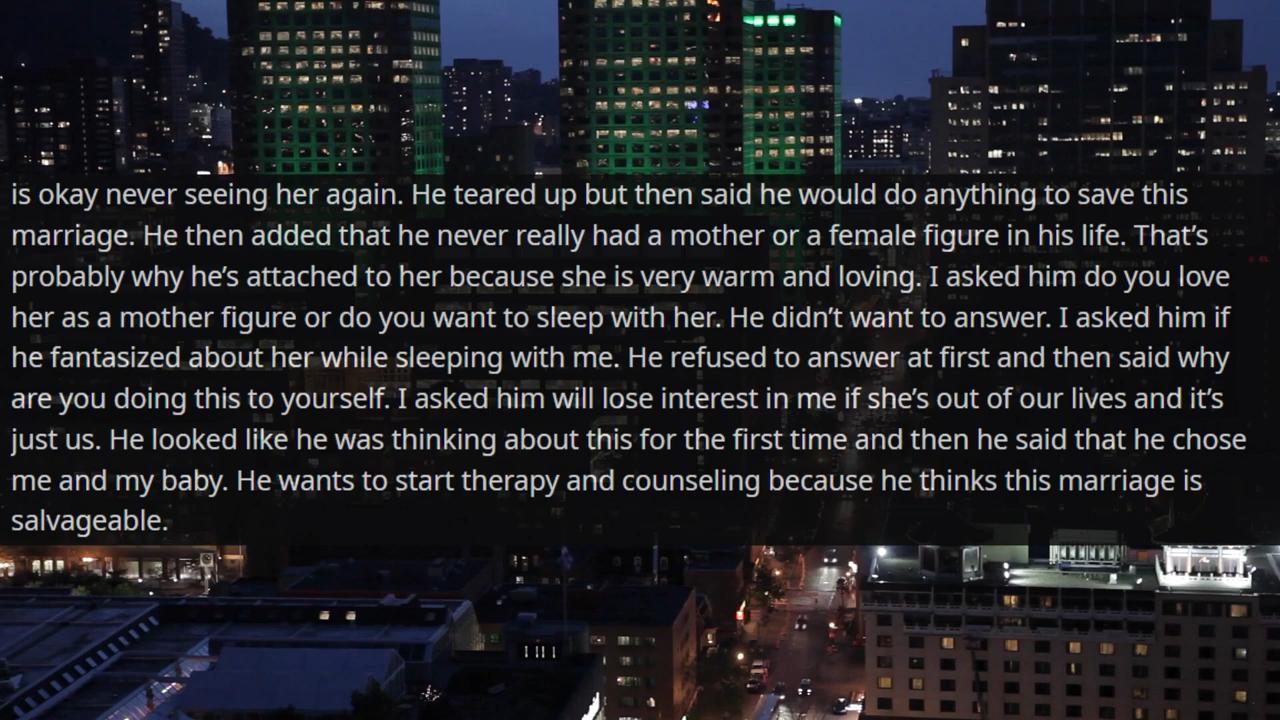 is okay never seeing her again. He teared up but then said he would do anything to save this
marriage. He then added that he never really had a mother or a female figure in his life. That’s
probably why he’s attached to her because she is very warm and loving. I asked him do you love
her as a mother figure or do you want to sleep with her. He didn’t want to answer. I asked him if
he fantasized about her while sleeping with me. He refused to answer at first and then said why
are you doing this to yourself. I asked him will lose interest in me if she’s out of our lives and it’s
just us. He looked like he was thinking about this for the first time and then he said that he chose
me and my baby. He wants to start therapy and counseling because he thinks this marriage is
salvageable.